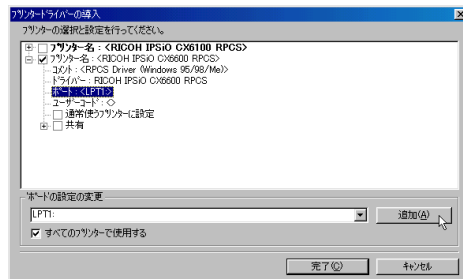 プリンタードライバーの導入
プリンターの選択と設定を行ってください。
プリンター名 : <RICOH IPSiO CX6100 RPCS>
プリンター名 : <RICOH IPSiO CX6600 RPCS>
コメント : <RPCS Driver (Windows 95/98/Me)>
ドライバー : RICOH IPSiO CX6600 RPCS
ポート : <LPT1>
ユーザーコード : <>
通常使うプリンターに設定
共有
'ポート'の設定の変更
LPT1:
追加(A)
すべてのプリンターで使用する
完了(C)
キャンセル